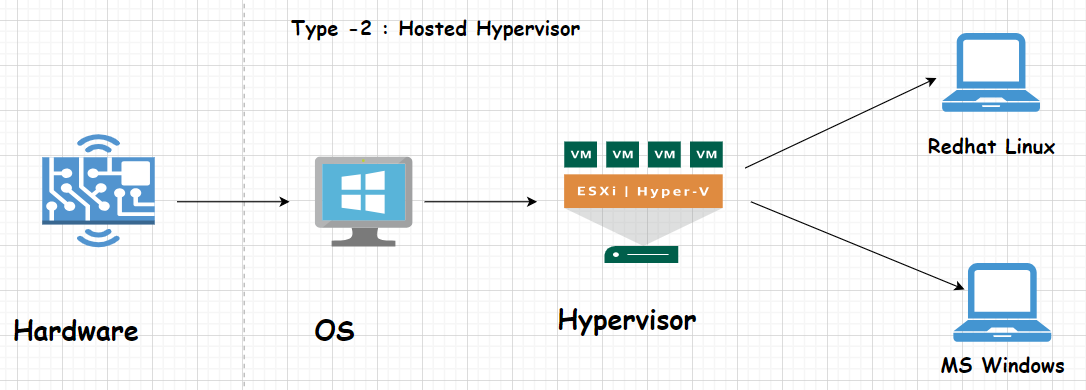 Type -2 : Hosted Hypervisor
VM VM VM VM
ESXi | Hyper-V
Redhat Linux
Hardware
OS
Hypervisor
MS Windows